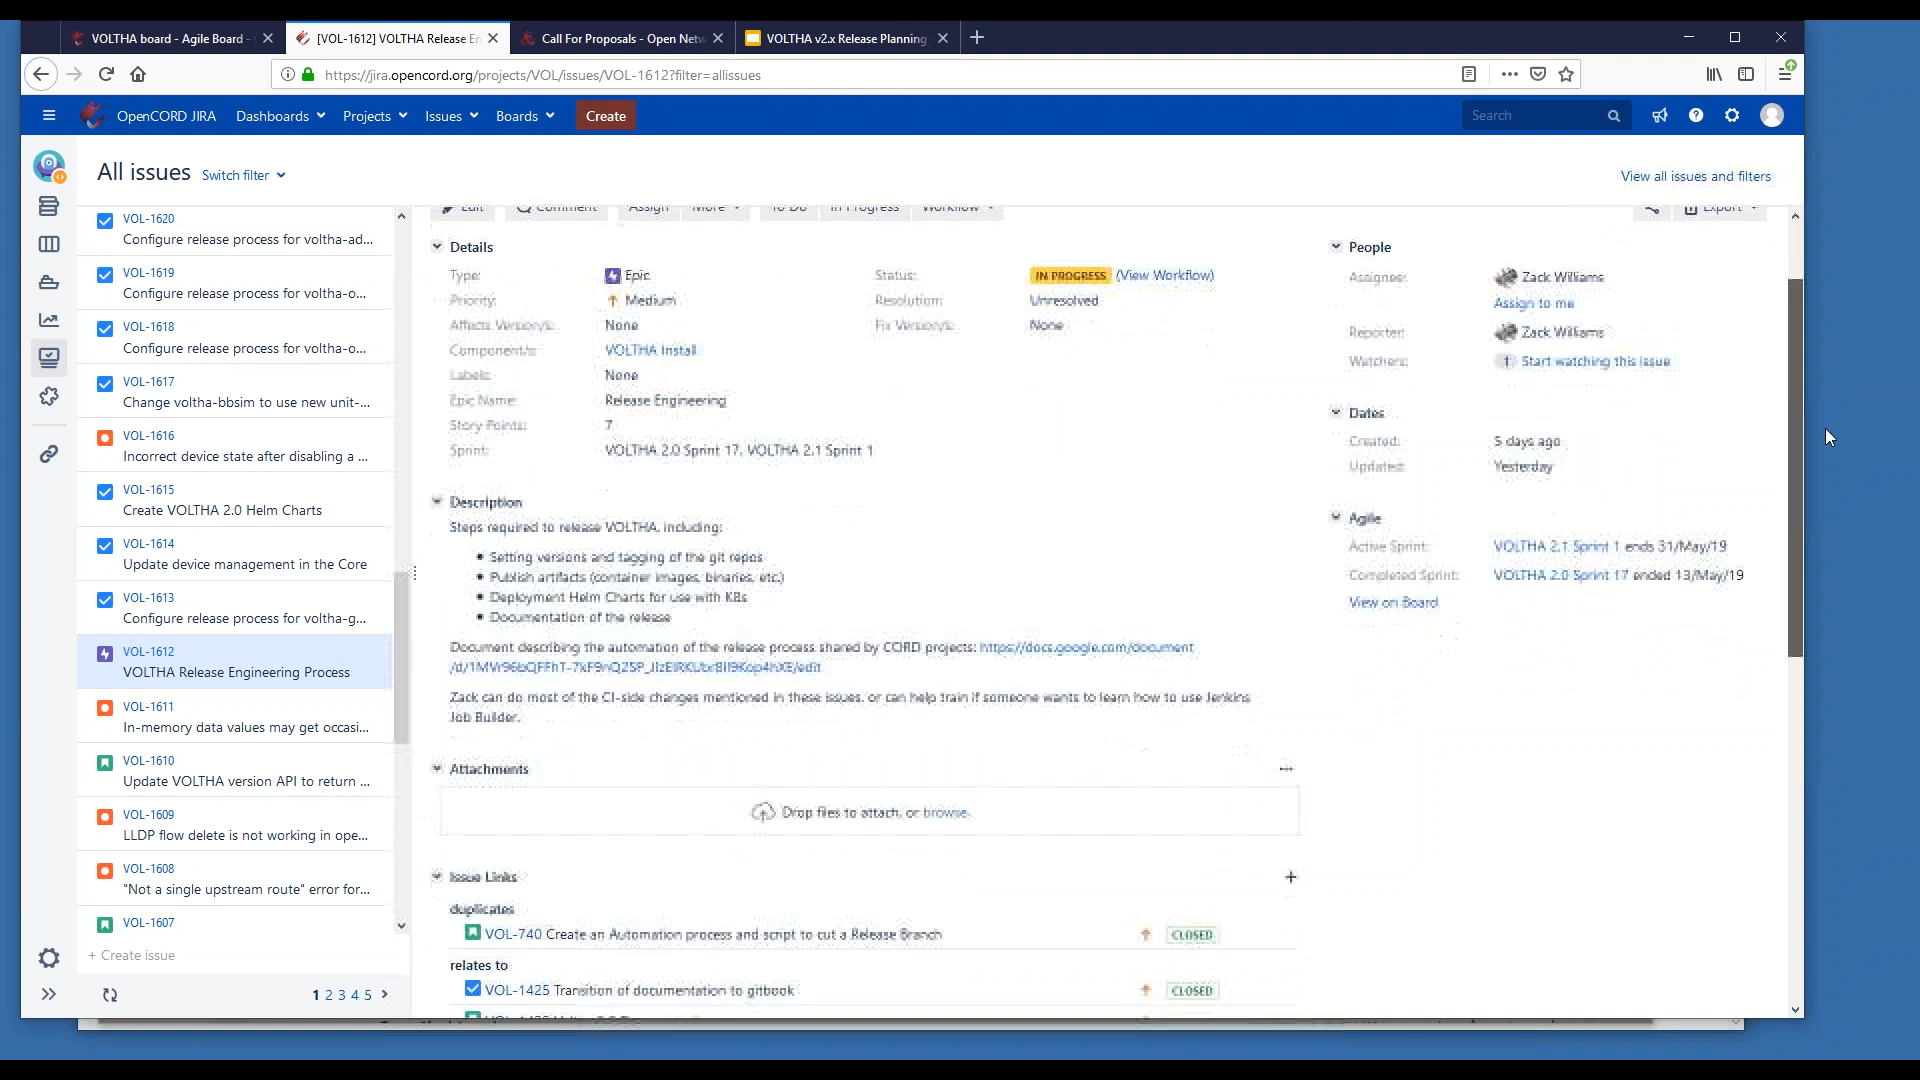 VOLTHA board - Agile Board -
[VOL-1612] VOLTHA Release En
Call For Proposals - Open Netw
VOLTHA v2.x Release Planning
https://jira.opencord.org/projects/VOL/issues/VOL-1612?filter=allissues
OpenCORD JIRA Dashboards Projects Issues Boards Create
Search
All issues Switch filter
View all issues and filters
VOL-1620
Configure release process for voltha-ad...
VOL-1619
Configure release process for voltha-o...
VOL-1618
Configure release process for voltha-o...
VOL-1617
Change voltha-bbsim to use new unit-...
VOL-1616
Incorrect device state after disabling a ...
VOL-1615
Create VOLTHA 2.0 Helm Charts
VOL-1614
Update device management in the Core
VOL-1613
Configure release process for voltha-g...
VOL-1612
VOLTHA Release Engineering Process
VOL-1611
In-memory data values may get occasi...
VOL-1610
Update VOLTHA version API to return ...
VOL-1609
LLDP flow delete is not working in ope...
VOL-1608
"Not a single upstream route" error for...
VOL-1607
+ Create issue
1 2 3 4 5 >
Edit Comment Assign More To Do In Progress Workflow Export
Details
Type: Epic Status: IN PROGRESS (View Workflow)
Priority: Medium Resolution: Unresolved
Affects Version/s: None Fix Version/s: None
Component/s: VOLTHA Install
Labels: None
Epic Name: Release Engineering
Story Points: 7
Sprint: VOLTHA 2.0 Sprint 17, VOLTHA 2.1 Sprint 1
Description
Steps required to release VOLTHA, including:
• Setting versions and tagging of the git repos
• Publish artifacts (container images, binaries, etc.)
• Deployment Helm Charts for use with K8s
• Documentation of the release
Document describing the automation of the release process shared by CORD projects: https://docs.google.com/document
Zack can do most of the CI-side changes mentioned in these issues, or can help train if someone wants to learn how to use Jenkins
Job Builder.
Attachments
Drop files to attach, or browse.
Issue Links
duplicates
VOL-740 Create an Automation process and script to cut a Release Branch CLOSED
relates to
VOL-1425 Transition of documentation to gitbook CLOSED
People
Assignee: Zack Williams
Assign to me
Reporter: Zack Williams
Watchers: 1 Start watching this issue
Dates
Created: 5 days ago
Updated: Yesterday
Agile
Active Sprint: VOLTHA 2.1 Sprint 1 ends 31/May/19
Completed Sprint: VOLTHA 2.0 Sprint 17 ended 13/May/19
View on Board